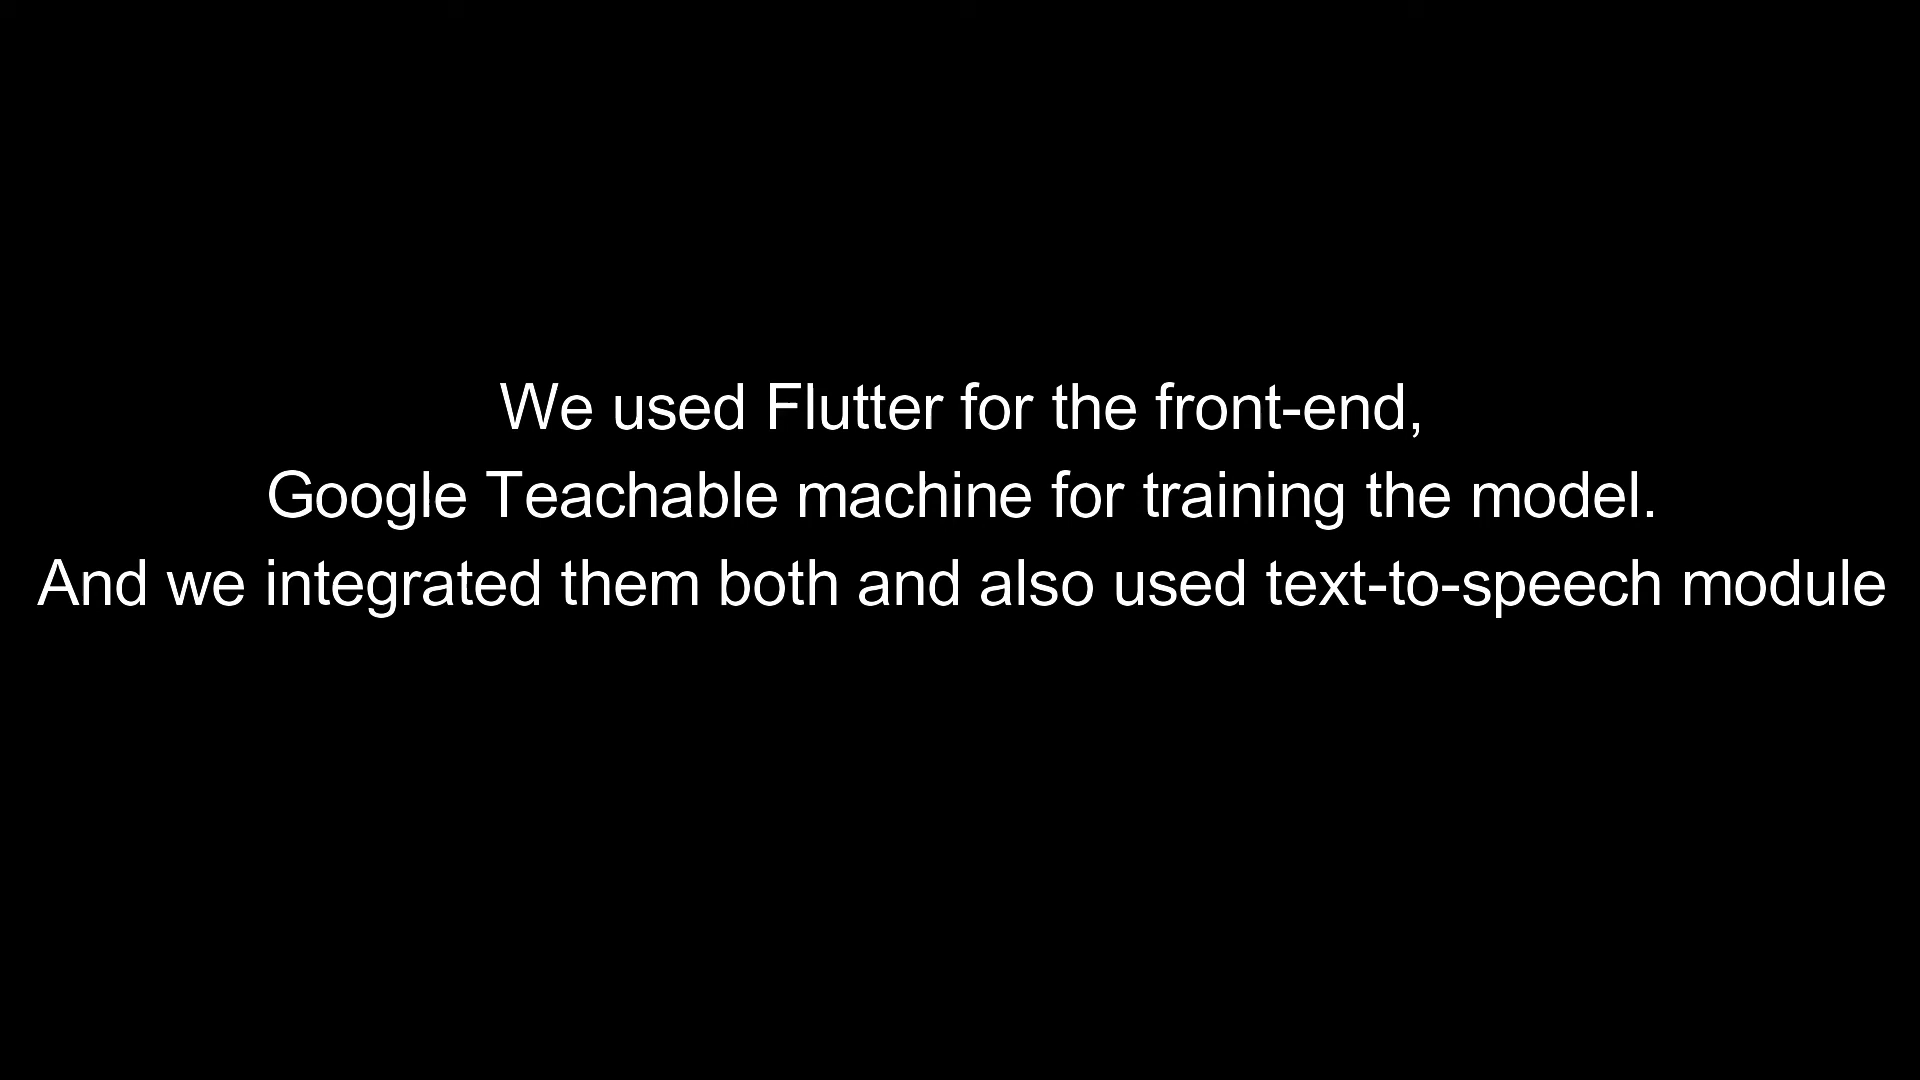 We used Flutter for the front-end,
Google Teachable machine for training the model.
And we integrated them both and also used text-to-speech module